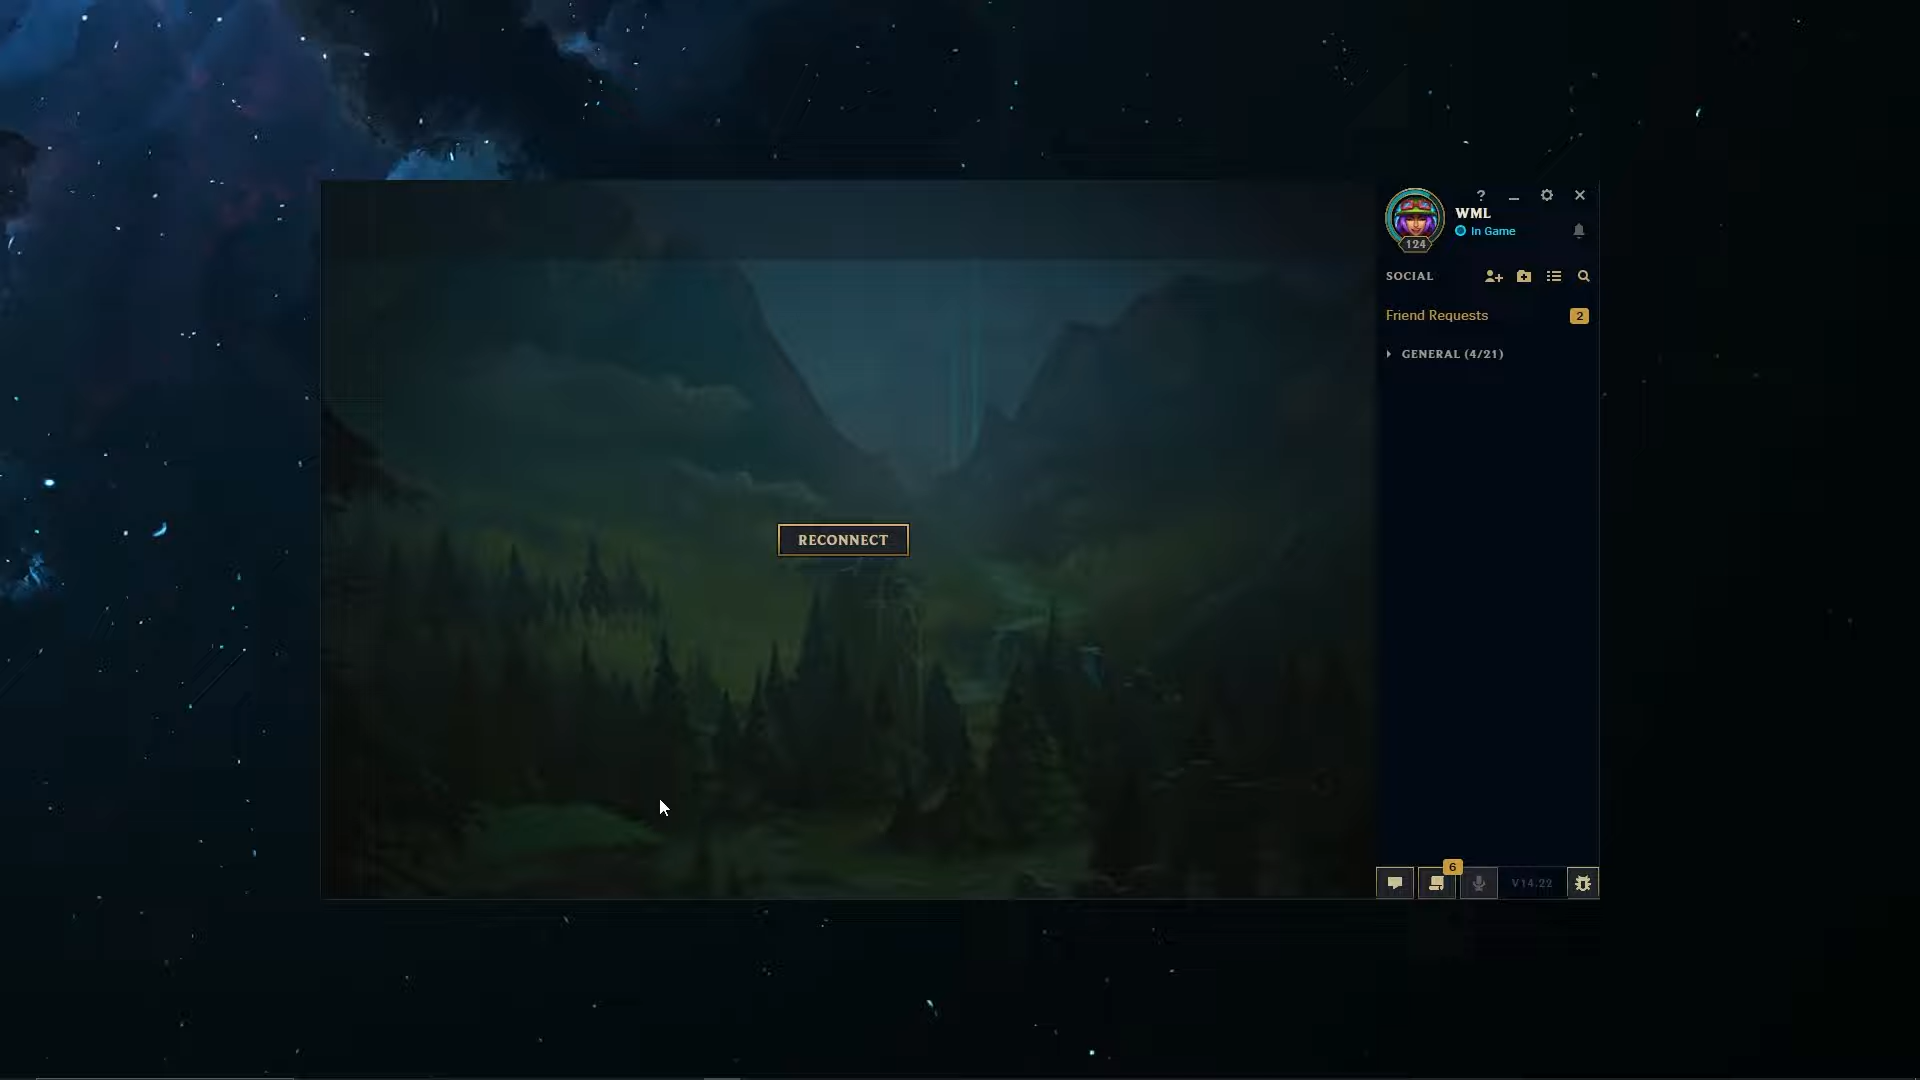 ?
WML
In Game
124
SOCIAL
Friend Requests
2
GENERAL (4/21)
RECONNECT
6
V14.22